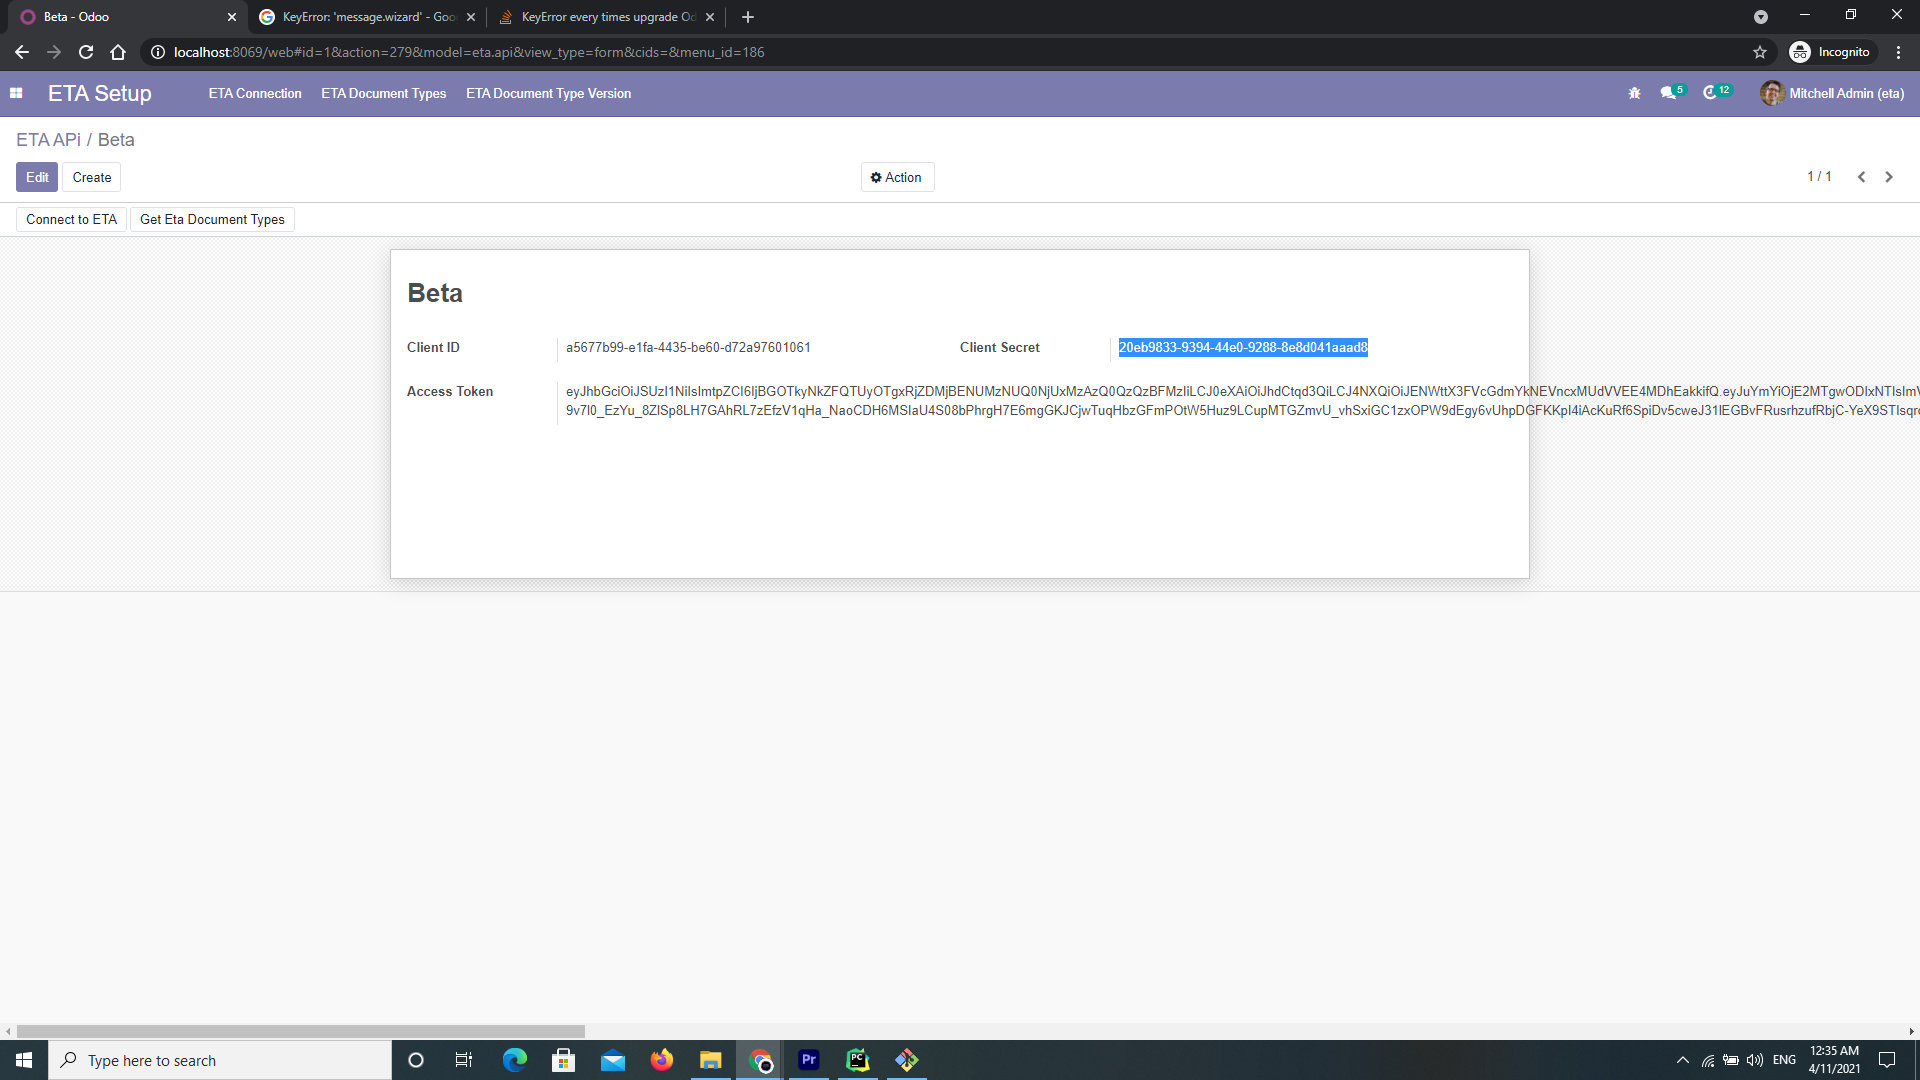 Beta - Odoo
KeyError: 'message.wizard' - Goo
KeyError every times upgrade Od
localhost:8069/web#id=1&action=279&model=eta.api&view_type=form&cids=&menu_id=186
Incognito
ETA Setup
ETA Connection
ETA Document Types
ETA Document Type Version
5
12
Mitchell Admin (eta)
ETA APi / Beta
Edit
Create
Action
1 / 1
Connect to ETA
Get Eta Document Types
Beta
Client ID
a5677b99-e1fa-4435-be60-d72a97601061
Client Secret
20eb9833-9394-44e0-9288-8e8d041aaad8
Access Token
Type here to search
Pr
PC
ENG
12:35 AM
4/11/2021